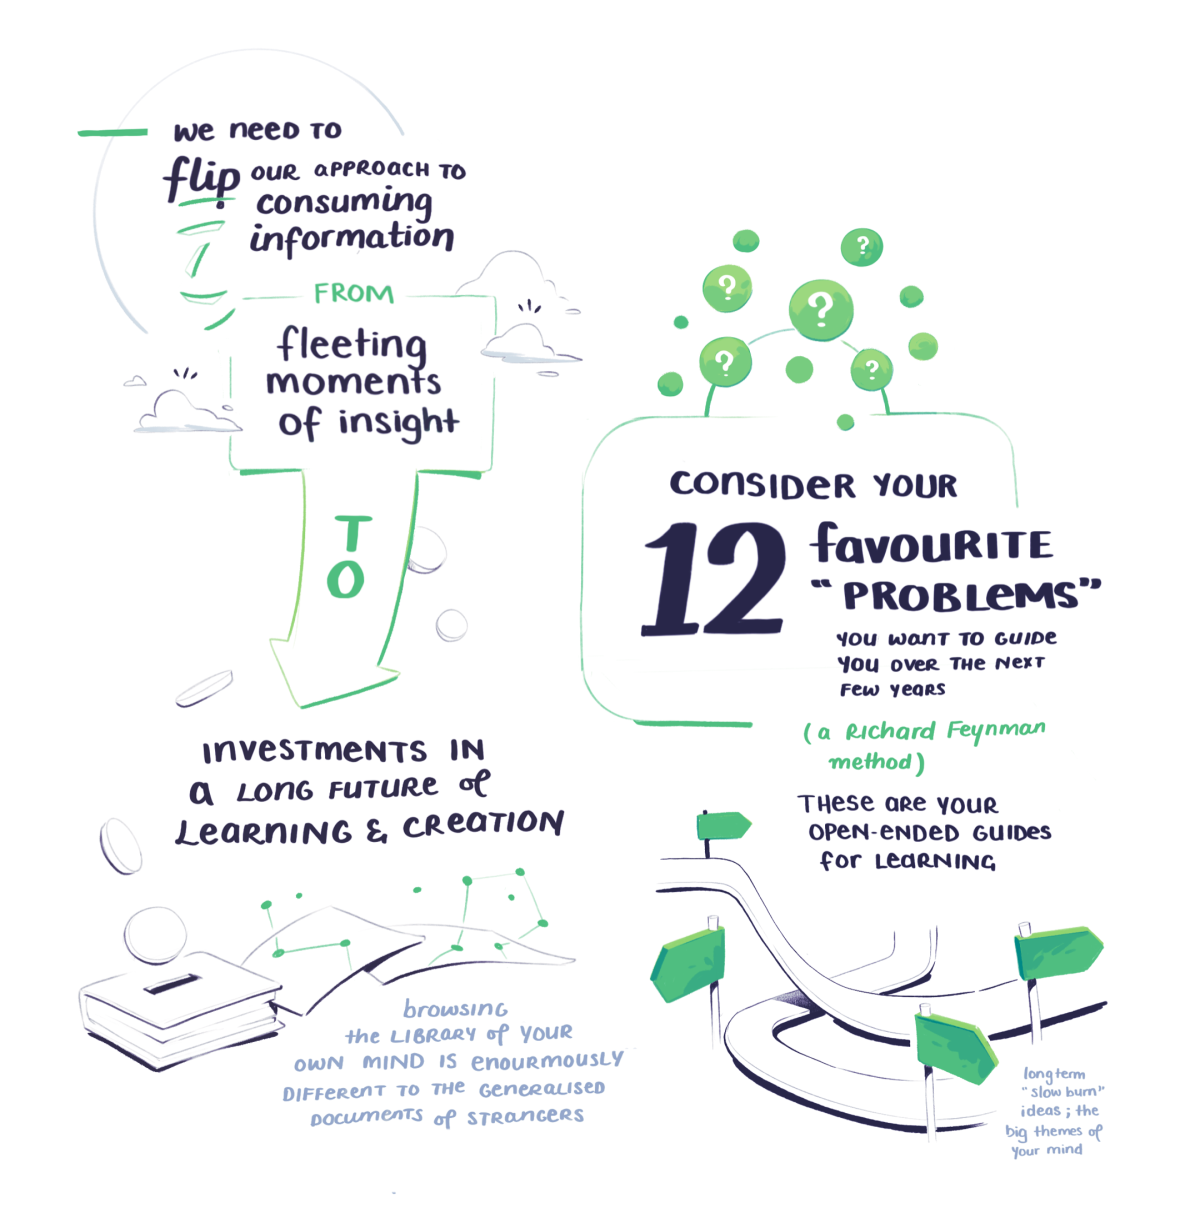 We need to
flip our approach to
consuming
information
FROM
fleeting
moments
of insight
TO
investments in
a long future of
learning & creation
browsing
the library of your
own mind is enourmously
different to the generalised
documents of strangers
?
?
?
?
?
Consider your
12 favourite
"problems"
you want to guide
you over the next
few years
(a Richard Feynman
method)
These are your
open-ended guides
for learning
long term
"slow burn"
ideas; the
big themes of
your mind